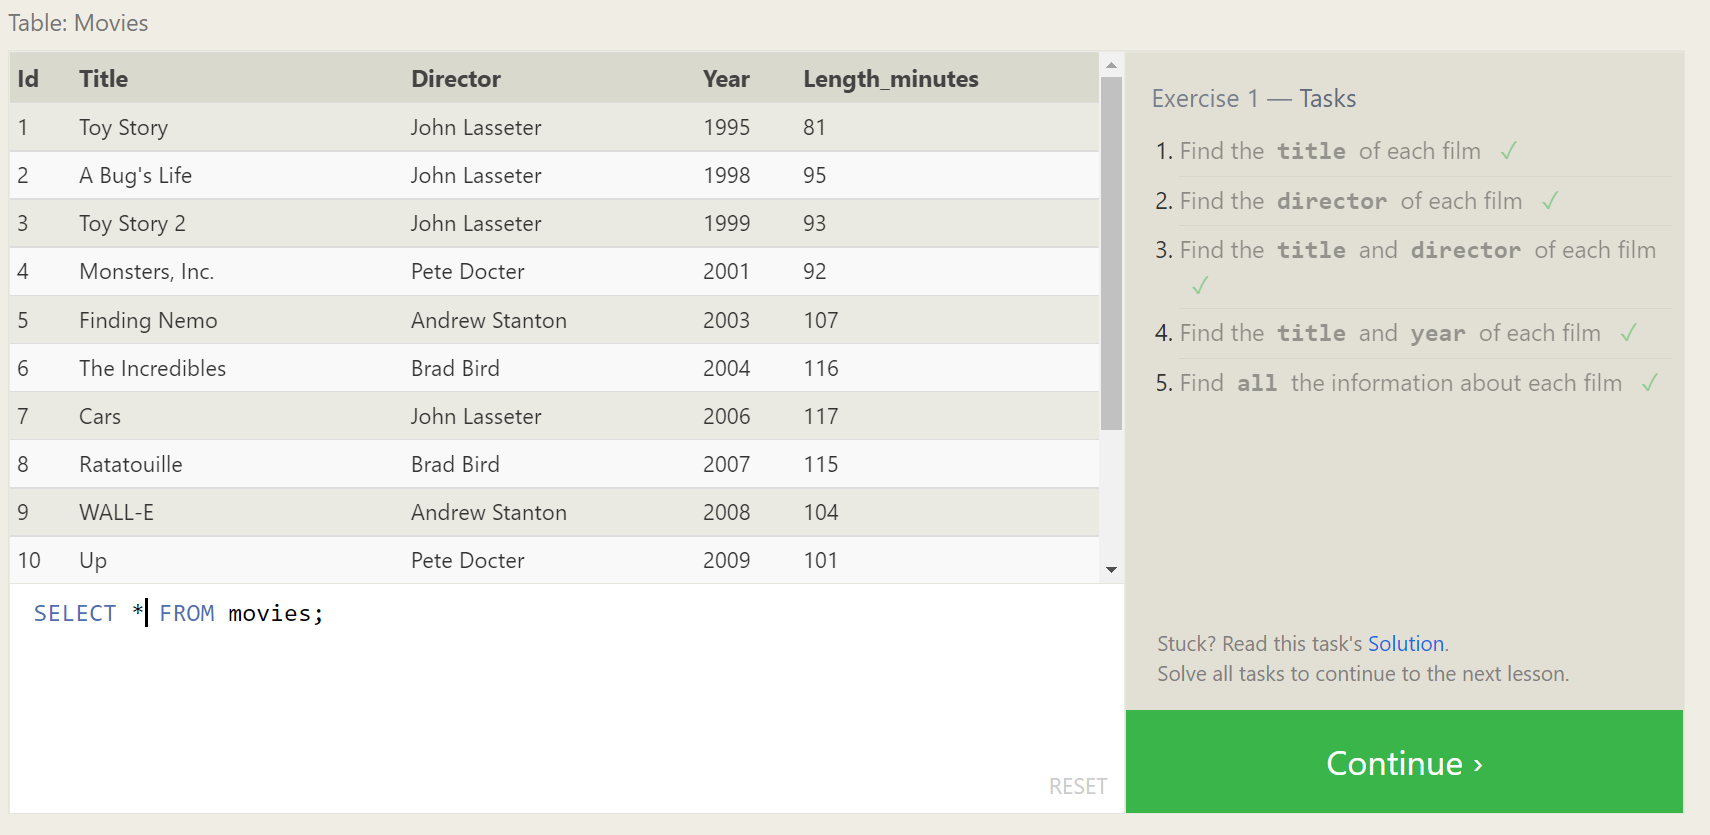 Table: Movies
Id Title Director Year Length_minutes
1 Toy Story John Lasseter 1995 81
2 A Bug's Life John Lasseter 1998 95
3 Toy Story 2 John Lasseter 1999 93
4 Monsters, Inc. Pete Docter 2001 92
5 Finding Nemo Andrew Stanton 2003 107
6 The Incredibles Brad Bird 2004 116
7 Cars John Lasseter 2006 117
8 Ratatouille Brad Bird 2007 115
9 WALL-E Andrew Stanton 2008 104
10 Up Pete Docter 2009 101
SELECT * FROM movies;
RESET
Exercise 1 — Tasks
1. Find the title of each film ✓
2. Find the director of each film ✓
3. Find the title and director of each film
✓
4. Find the title and year of each film ✓
5. Find all the information about each film ✓
Stuck? Read this task's Solution.
Solve all tasks to continue to the next lesson.
Continue ›